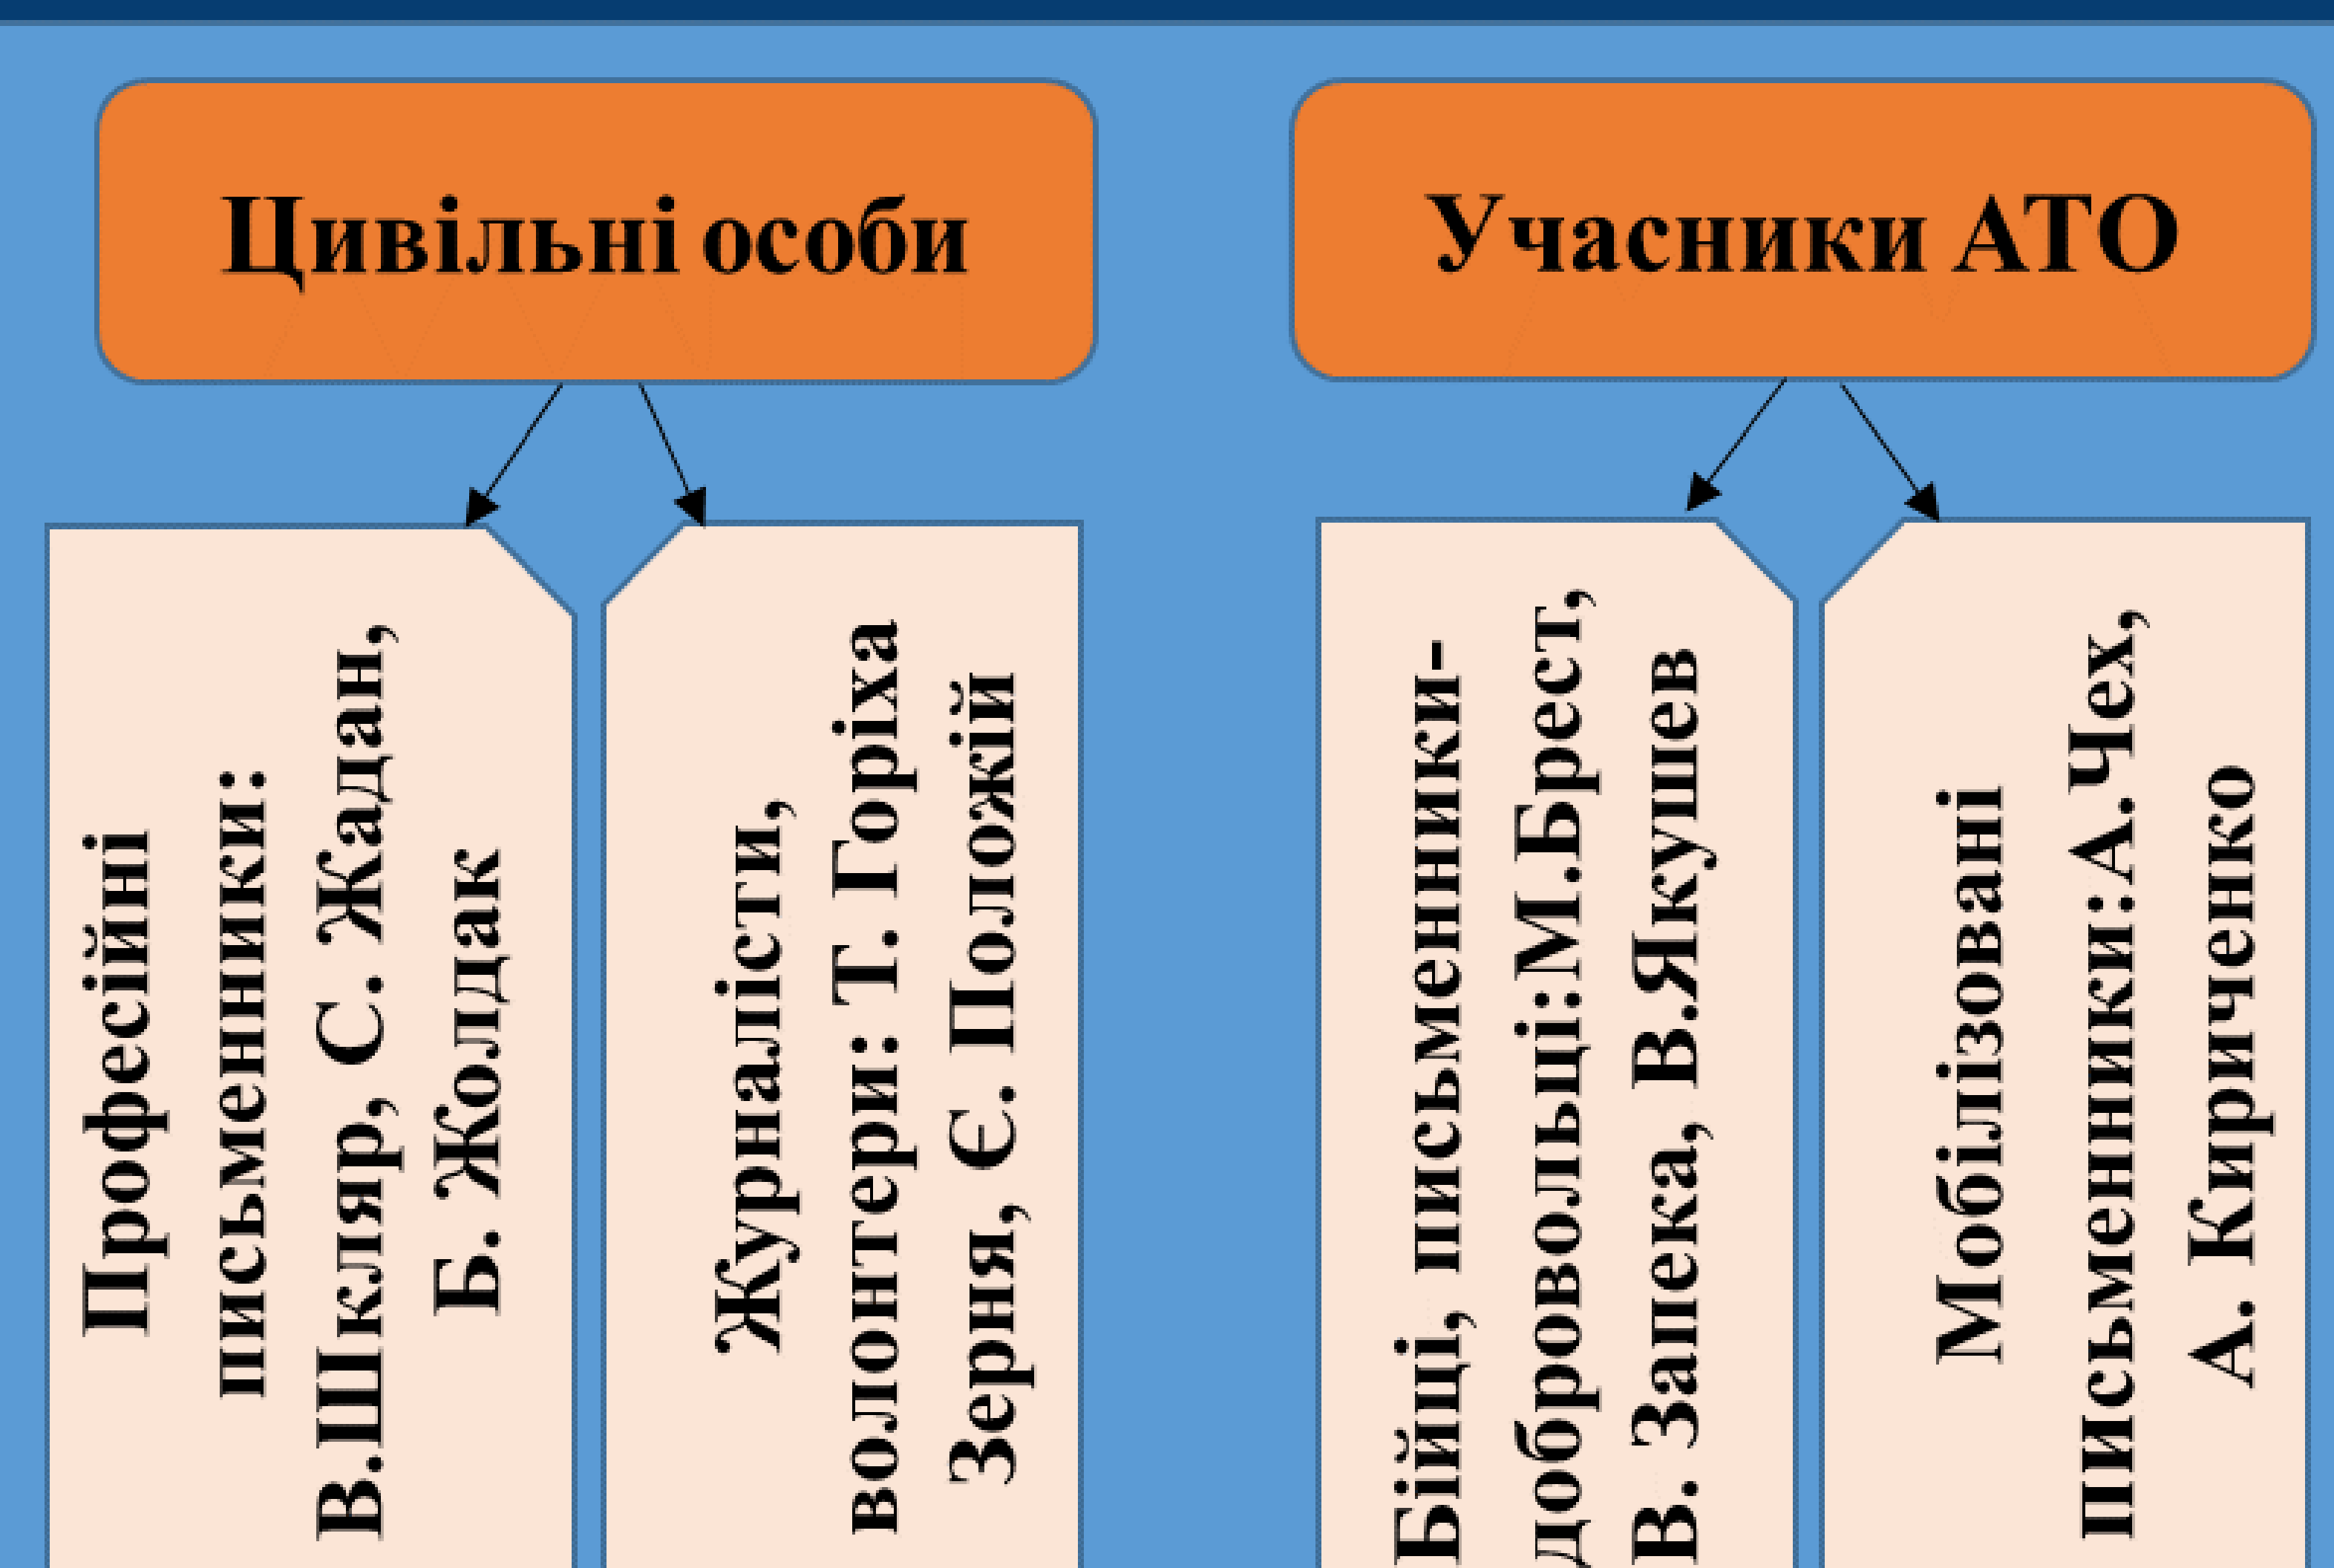 Цивільні особи
Учасники АТО
Професійні
письменники:
В.Шкляр, С. Жадан,
Б. Жолдак
Журналісти,
волонтери: Т. Горіха
Зерня, Є. Положій
Бійці, письменники-
добровольці:М.Брест,
В. Запека, В.Якушев
Мобілізовані
письменники:А.Чех,
А. Кириченко